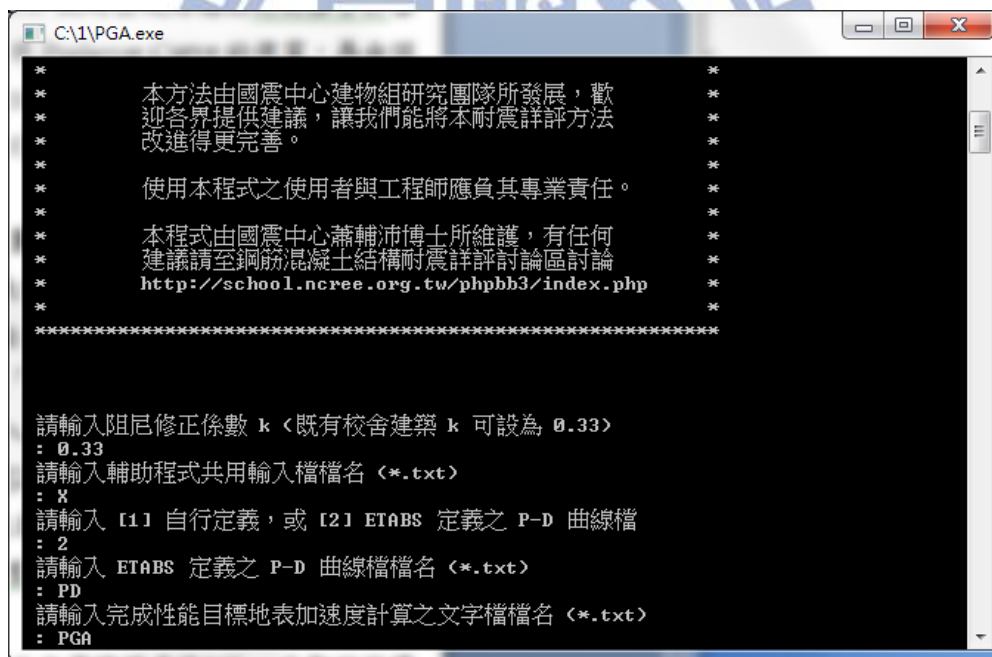 C:\1\PGA.exe
*                                                         *
*        本方法由國震中心建物組研究團隊所發展，歡        *
*        迎各界提供建議，讓我們能將本耐震詳評方法        *
*        改進得更完善。                                   *
*                                                         *
*        使用本程式之使用者與工程師應負其專業責任。      *
*                                                         *
*        本程式由國震中心蕭輔沛博士所維護，有任何        *
*        建議請至鋼筋混凝土結構耐震詳評討論區討論        *
*        http://school.ncree.org.tw/phpbb3/index.php     *
*                                                         *
***********************************************************
請輸入阻尼修正係數 k (既有校舍建築 k 可設為 0.33)
: 0.33
請輸入輔助程式共用輸入檔檔名 (*.txt)
: X
請輸入 [1] 自行定義，或 [2] ETABS 定義之 P-D 曲線檔
: 2
請輸入 ETABS 定義之 P-D 曲線檔檔名 (*.txt)
: PD
請輸入完成性能目標地表加速度計算之文字檔檔名 (*.txt)
: PGA